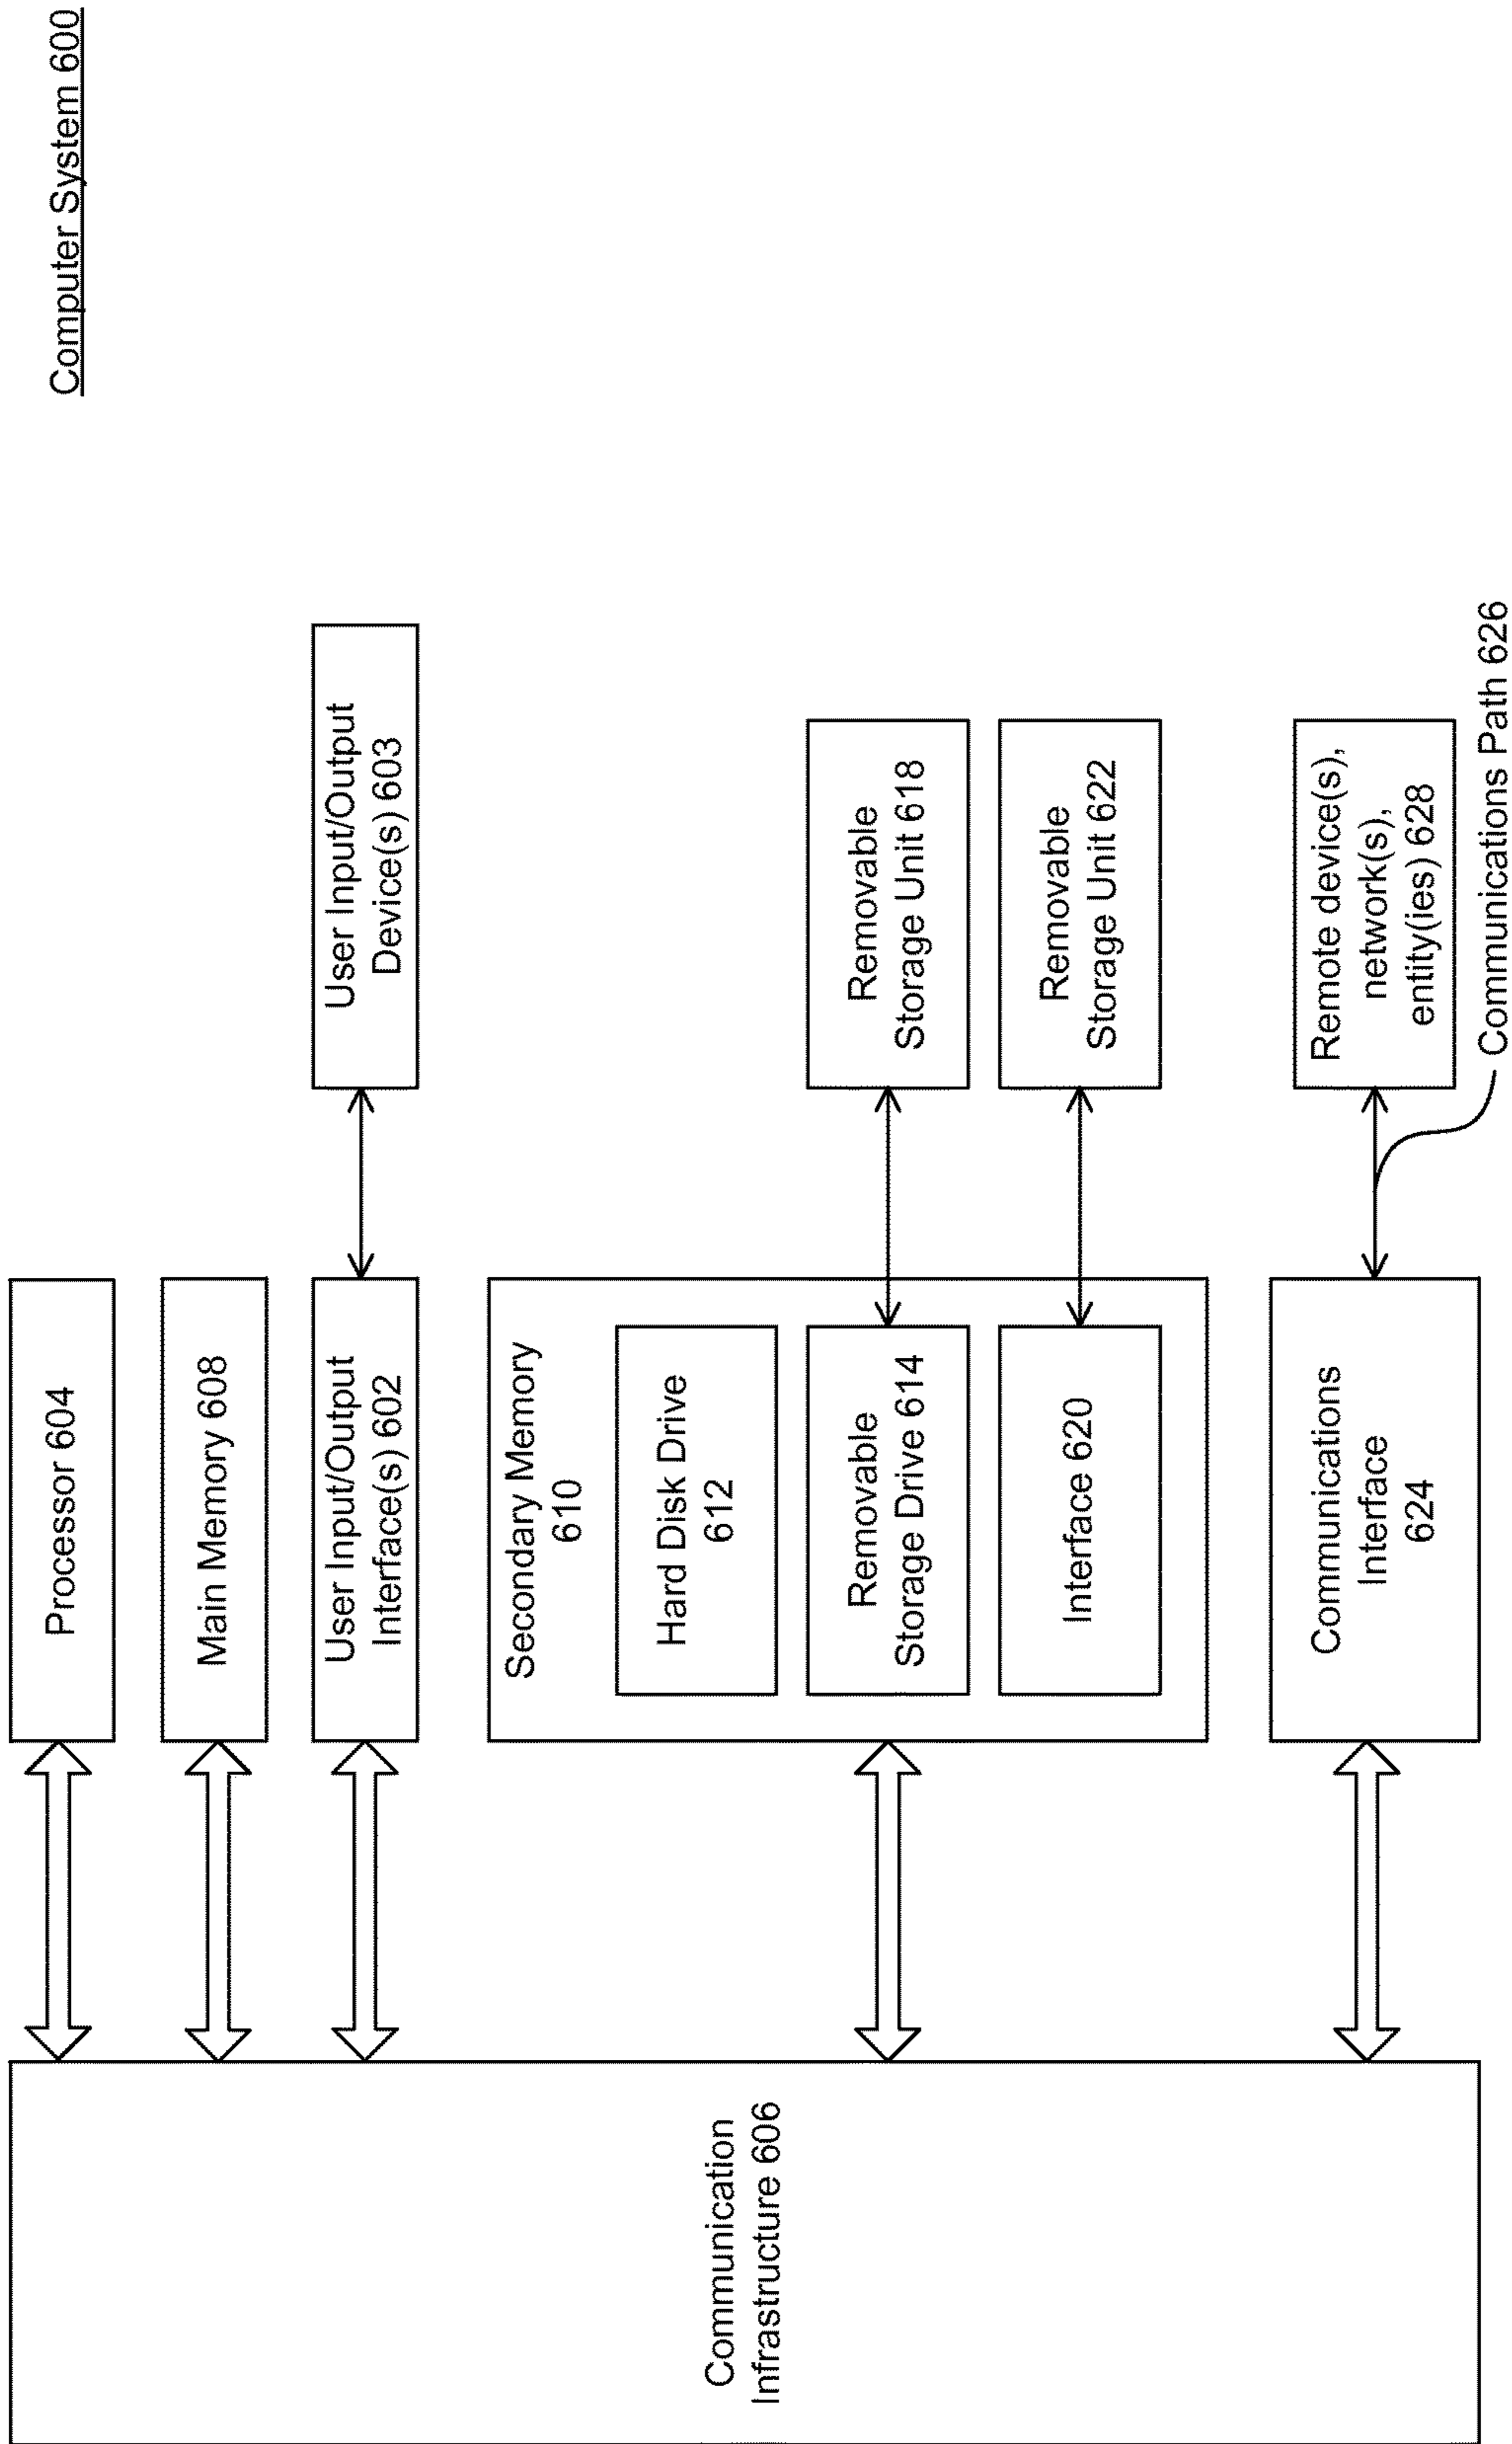 Computer System 600
Processor 604
Main Memory 608
User Input/Output
Interface(s) 602
User Input/Output
Device(s) 603
Secondary Memory
610
Hard Disk Drive
612
Removable
Storage Drive 614
Removable
Storage Unit 618
Interface 620
Removable
Storage Unit 622
Communication
Infrastructure 606
Communications
Interface
624
Remote device(s),
network(s),
entity(ies) 628
Communications Path 626